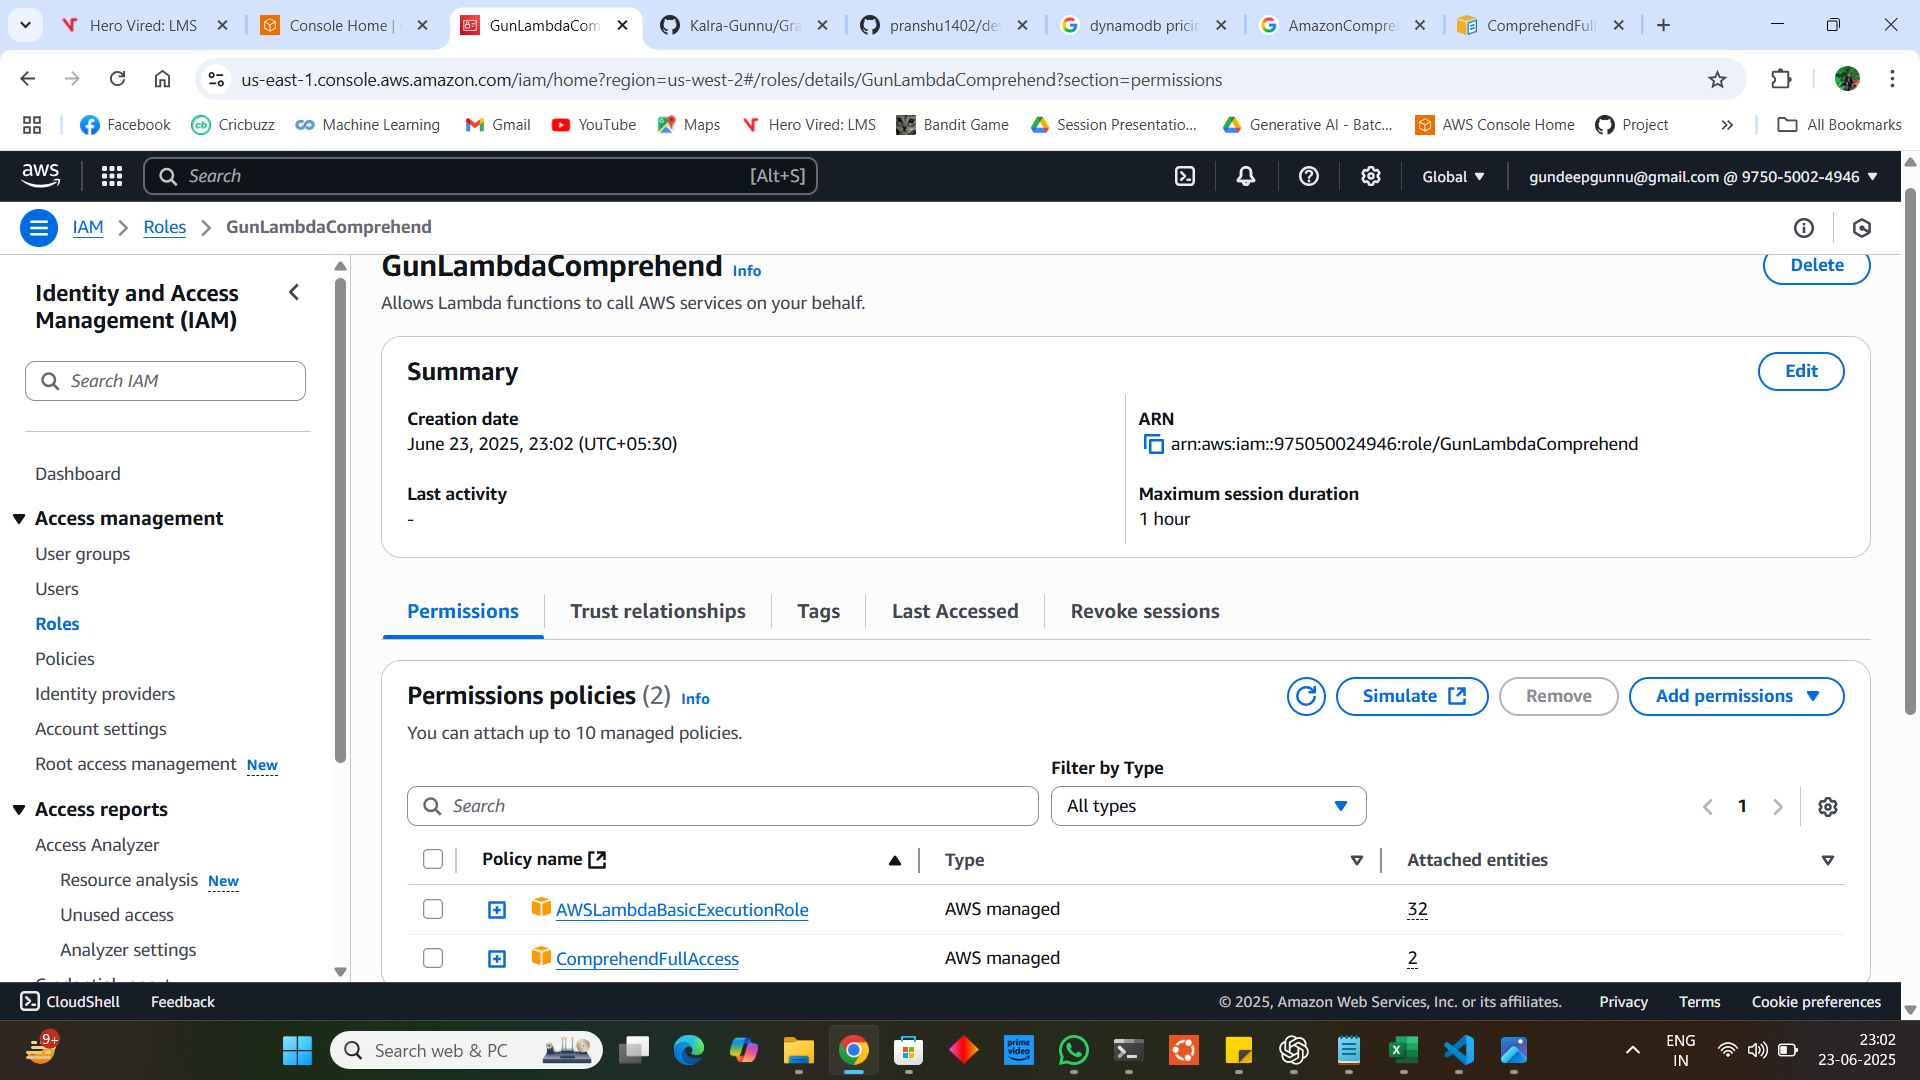 Hero Vired: LMS
Console Home |
GunLambdaCom
Kalra-Gunnu/Gra
pranshu1402/dev
dynamodb pricin
AmazonCompreh
ComprehendFull
us-east-1.console.aws.amazon.com/iam/home?region=us-west-2#/roles/details/GunLambdaComprehend?section=permissions
Facebook
Cricbuzz
Machine Learning
Gmail
YouTube
Maps
Hero Vired: LMS
Bandit Game
Session Presentatio...
Generative AI - Batc...
AWS Console Home
Project
All Bookmarks
aws
Search
[Alt+S]
Global
gundeepgunnu@gmail.com @ 9750-5002-4946
IAM
Roles
GunLambdaComprehend
Identity and Access
Management (IAM)
Search IAM
Dashboard
Access management
User groups
Users
Roles
Policies
Identity providers
Account settings
Root access management New
Access reports
Access Analyzer
Resource analysis New
Unused access
Analyzer settings
GunLambdaComprehend Info
Delete
Allows Lambda functions to call AWS services on your behalf.
Summary
Edit
Creation date
June 23, 2025, 23:02 (UTC+05:30)
ARN
arn:aws:iam::975050024946:role/GunLambdaComprehend
Last activity
-
Maximum session duration
1 hour
Permissions
Trust relationships
Tags
Last Accessed
Revoke sessions
Permissions policies (2) Info
Simulate
Remove
Add permissions
You can attach up to 10 managed policies.
Filter by Type
Search
All types
1
Policy name
Type
Attached entities
AWSLambdaBasicExecutionRole
AWS managed
32
ComprehendFullAccess
AWS managed
2
CloudShell
Feedback
© 2025, Amazon Web Services, Inc. or its affiliates.
Privacy
Terms
Cookie preferences
9+
Search web & PC
prime video
ENG
IN
23:02
23-06-2025